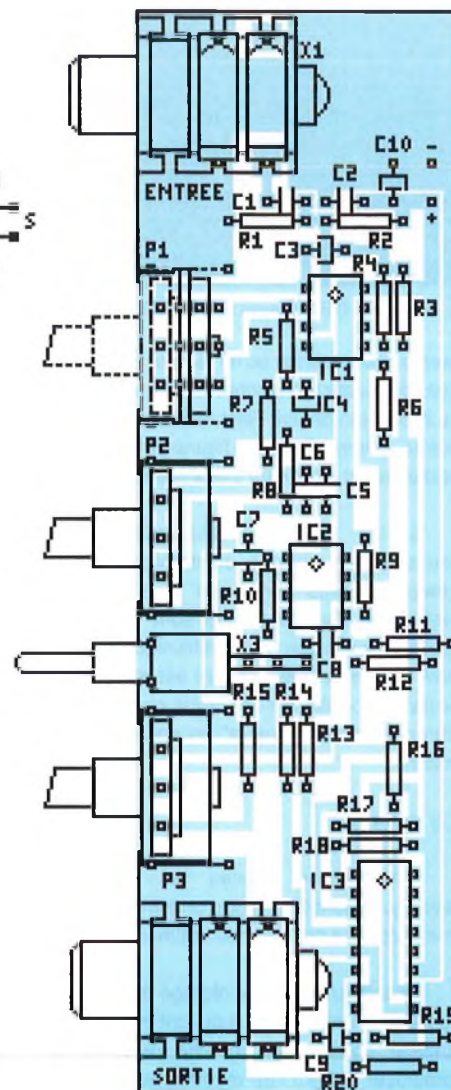 X1
C10 -
ENTREE
C1 C2
+
S
R1 R2
P1
C3
R4
R3
R5
IC1
R7
IC4
R6
P2
C6
R8 C5
C7 IC2
R9
R10
X3
R11
C8
R12
R15 R14
R13
R16
R17
R18
P3
IC3
R19
C9
SORTIE
R20